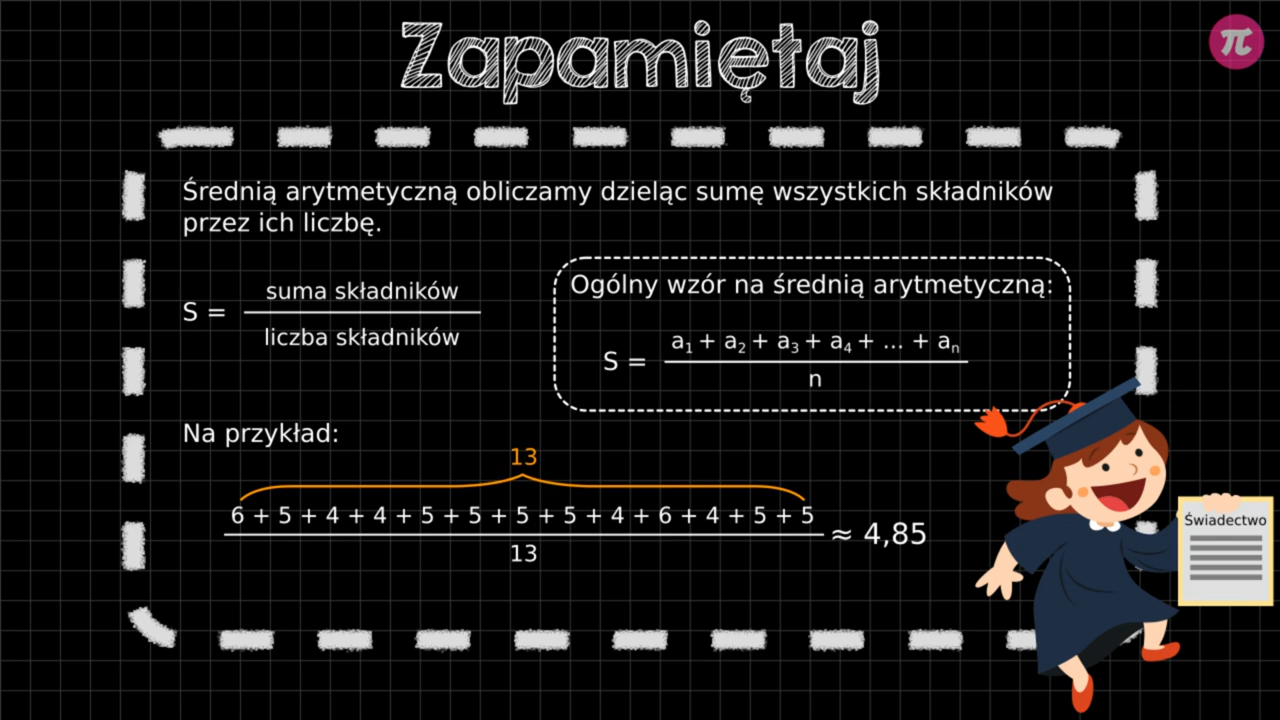 Zapamiętaj
π
Średnią arytmetyczną obliczamy dzieląc sumę wszystkich składników
przez ich liczbę.
S = suma składników
liczba składników
Ogólny wzór na średnią arytmetyczną:
S = a₁ + a₂ + a₃ + a₄ + ... + aₙ
n
Na przykład:
13
6 + 5 + 4 + 4 + 5 + 5 + 5 + 5 + 4 + 6 + 4 + 5 + 5
≈ 4,85
13
Świadectwo